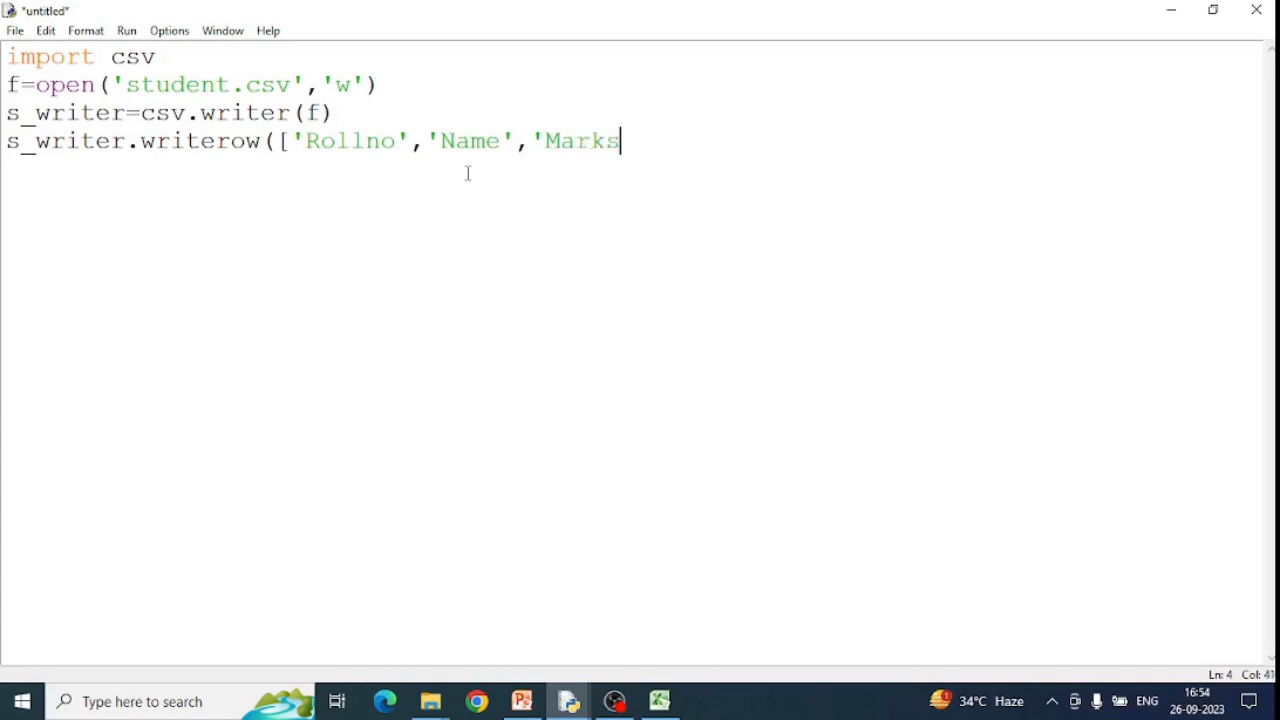 *untitled*
File Edit Format Run Options Window Help
import csv
f=open('student.csv','w')
s_writer=csv.writer(f)
s_writer.writerow(['Rollno','Name','Marks
Ln: 4 Col: 41
Type here to search
1
34°C Haze
ENG
16:54
26-09-2023